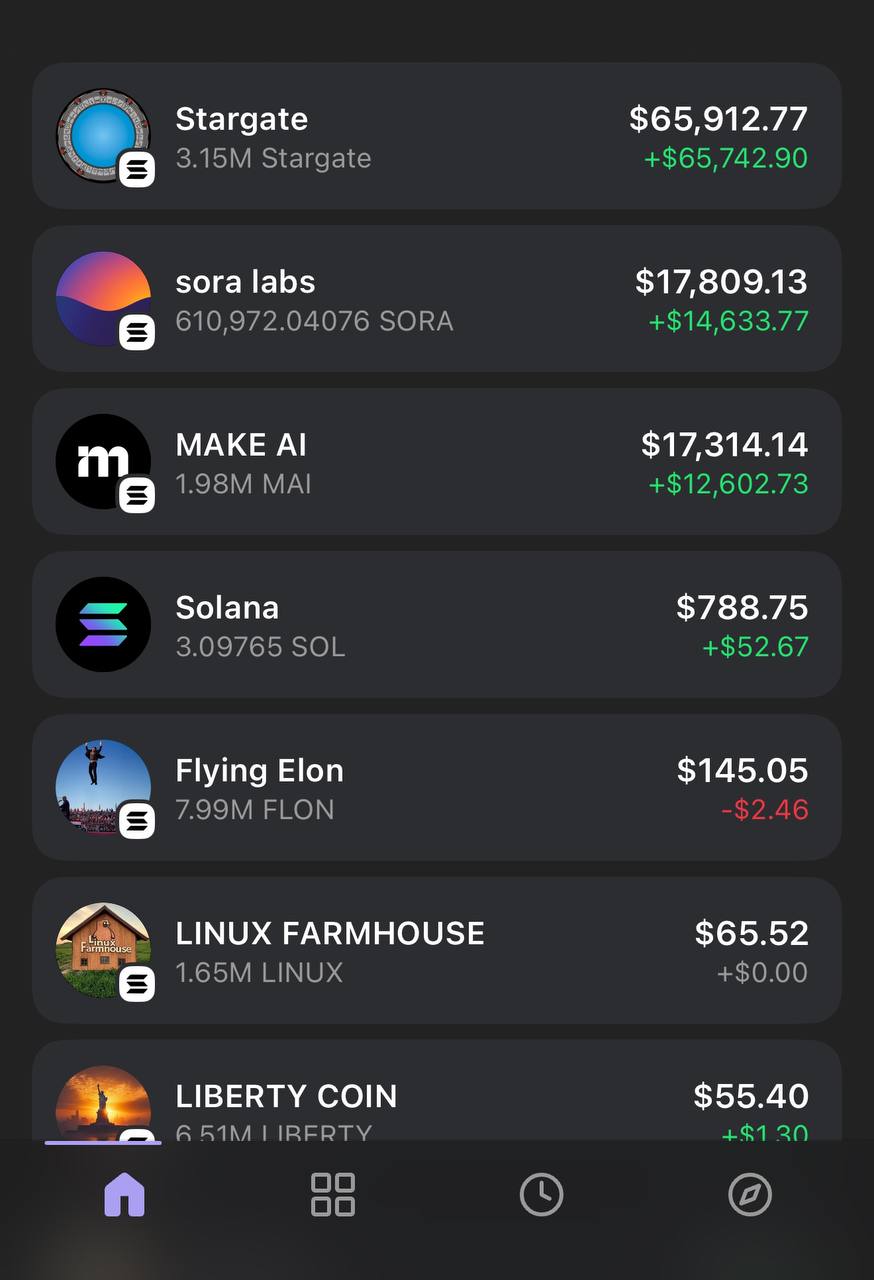 Stargate
$65,912.77
3.15M Stargate
+$65,742.90
sora labs
$17,809.13
610,972.04076 SORA
+$14,633.77
m
MAKE AI
$17,314.14
1.98M MAI
+$12,602.73
Solana
$788.75
3.09765 SOL
+$52.67
Flying Elon
$145.05
7.99M FLON
-$2.46
Linux
Farmhouse
LINUX FARMHOUSE
$65.52
1.65M LINUX
+$0.00
LIBERTY COIN
$55.40
6.51M LIBERTY
+$1.30